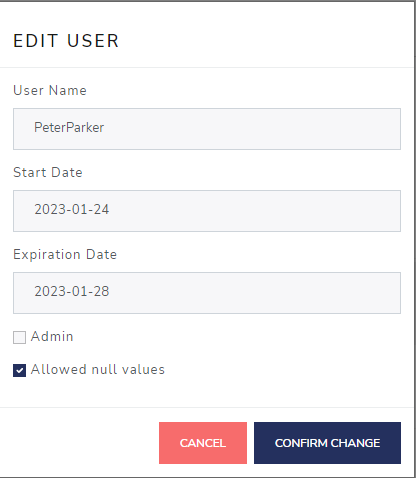 EDIT USER
User Name
PeterParker
Start Date
2023-01-24
Expiration Date
2023-01-28
Admin
Allowed null values
CANCEL
CONFIRM CHANGE